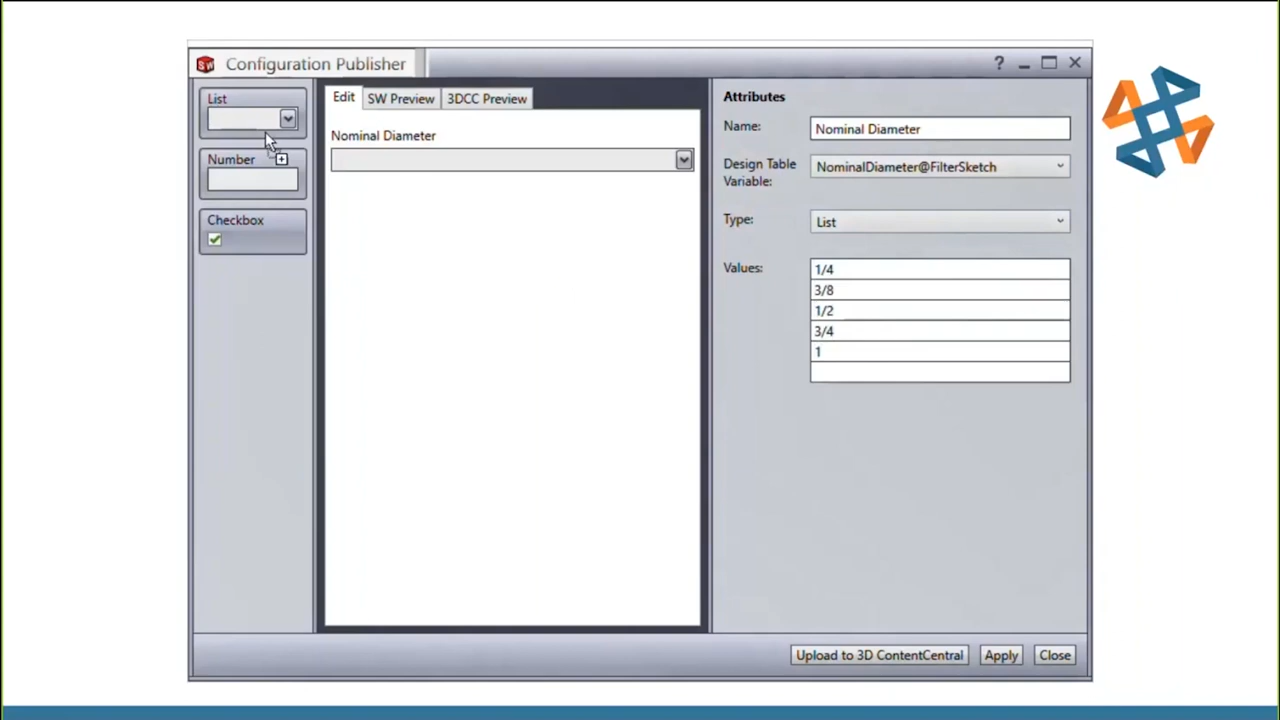 SW Configuration Publisher
?
List
Number
Checkbox
Edit SW Preview 3DCC Preview
Nominal Diameter
Attributes
Name: Nominal Diameter
Design Table
Variable: NominalDiameter@FilterSketch
Type: List
Values: 1/4
3/8
1/2
3/4
1
Upload to 3D ContentCentral Apply Close